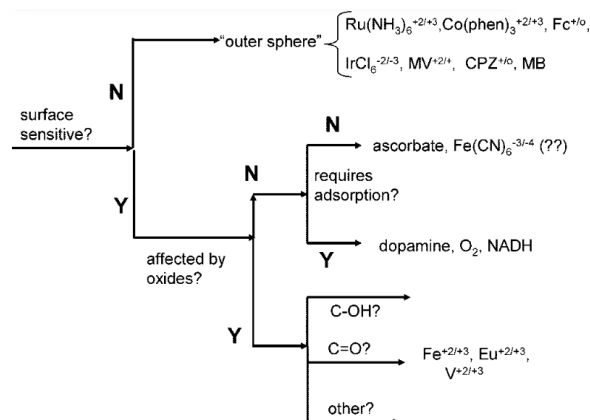 "outer sphere"
Ru(NH₃)₆⁺²/⁺³,Co(phen)₃⁺²/⁺³, Fc⁺/ᵒ,
IrCl₆⁻²/⁻³, MV⁺²/⁺, CPZ⁺/ᵒ, MB
N
surface
sensitive?
Y
N
ascorbate, Fe(CN)₆⁻³/⁻⁴ (??)
N
requires
adsorption?
Y
dopamine, O₂, NADH
affected by
oxides?
Y
C-OH?
C=O?
Fe⁺²/⁺³, Eu⁺²/⁺³,
V⁺²/⁺³
other?